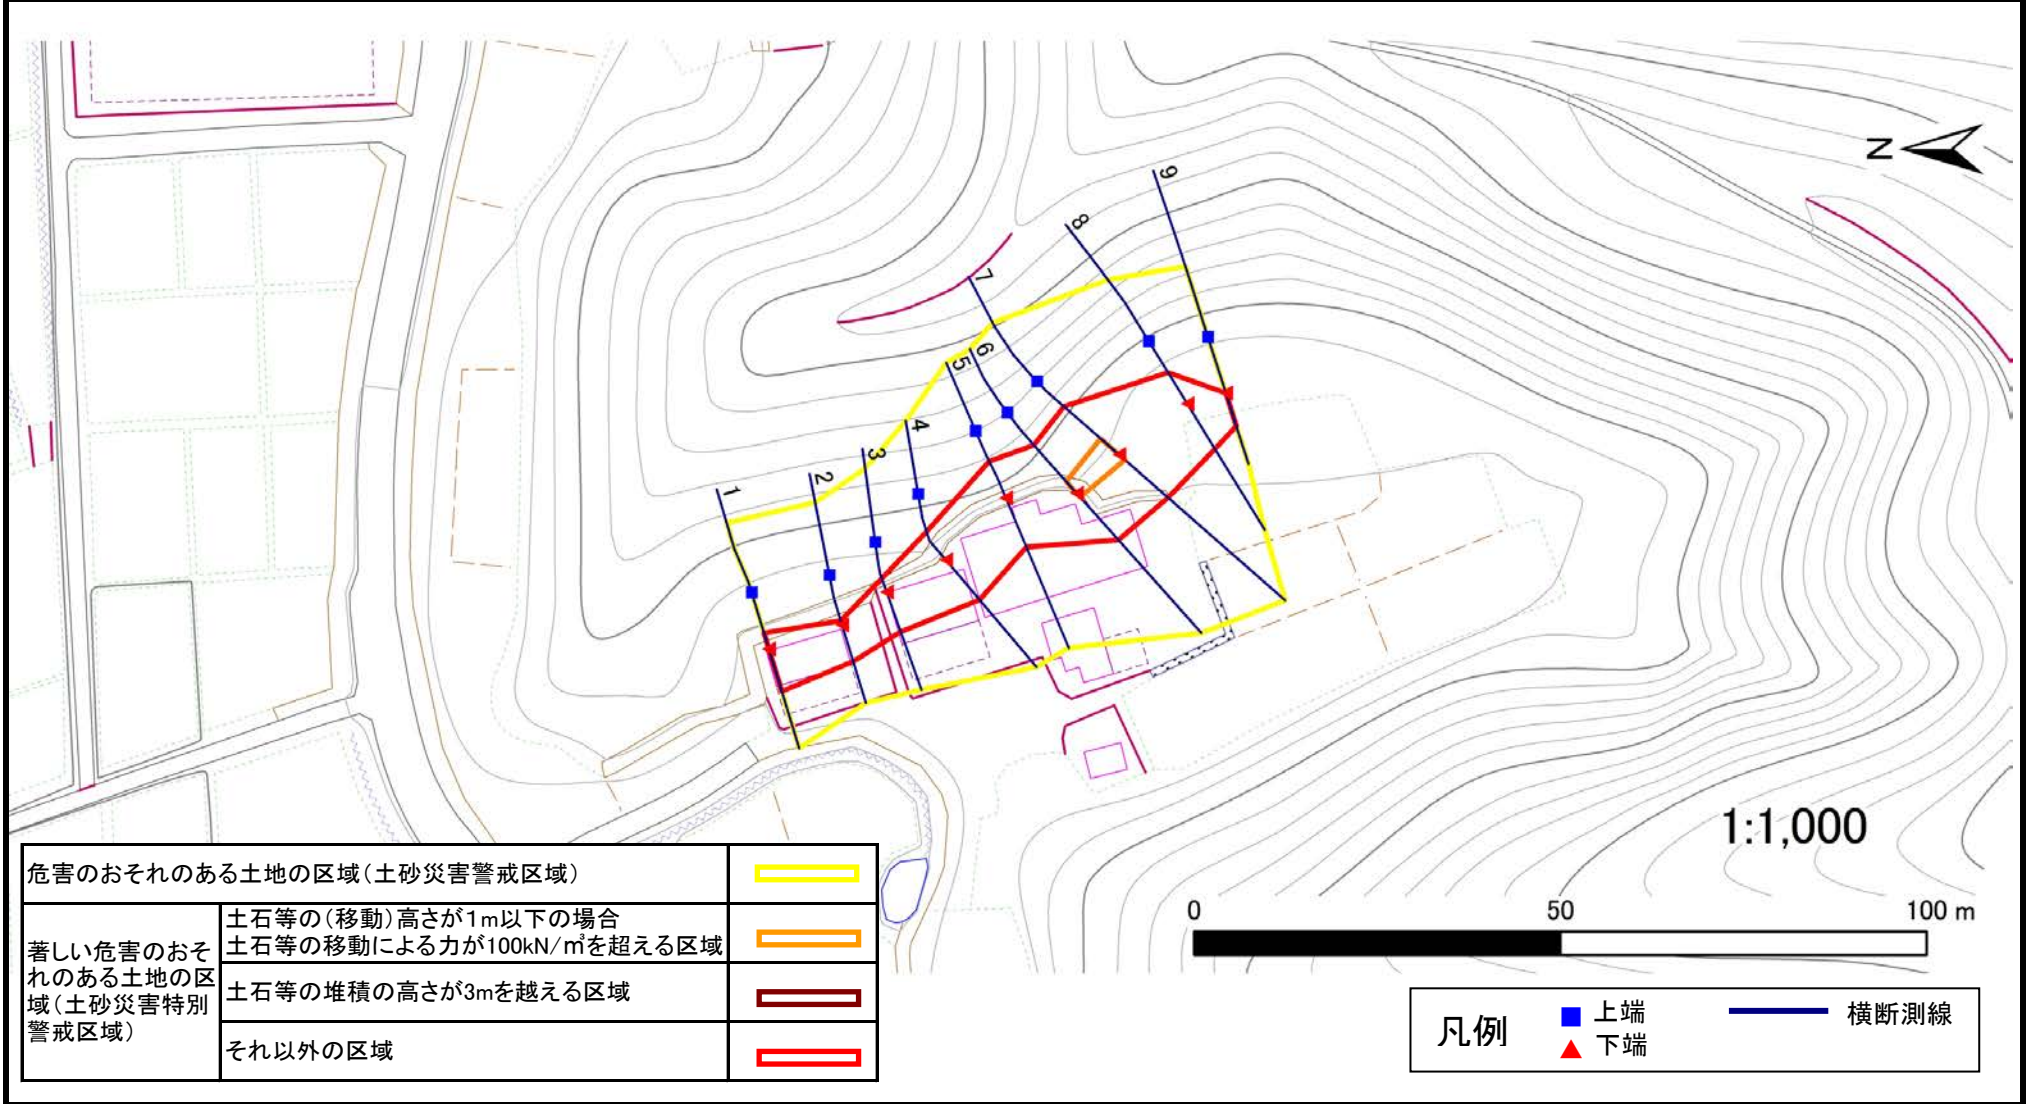 N
9
8
7
6
5
4
3
2
1
1:1,000
0 50 100 m
危害のおそれのある土地の区域(土砂災害警戒区域)
著しい危害のおそ
れのある土地の区
域(土砂災害特別
警戒区域)
土石等の(移動)高さが1m以下の場合
土石等の移動による力が100kN/㎡を超える区域
土石等の堆積の高さが3mを越える区域
それ以外の区域
凡例
上端
下端
横断測線